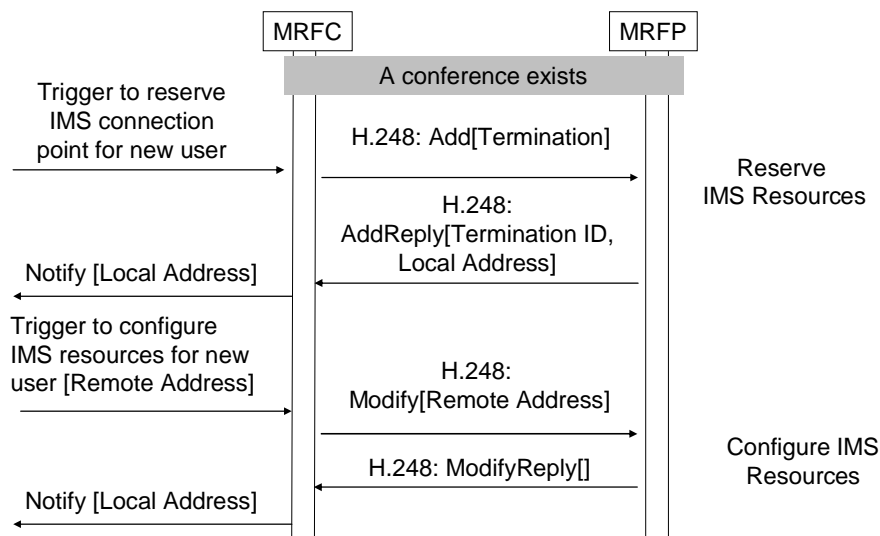 MRFC
MRFP
A conference exists
Trigger to reserve
IMS connection
point for new user
H.248: Add[Termination]
Reserve
IMS Resources
H.248:
AddReply[Termination ID,
Local Address]
Notify [Local Address]
Trigger to configure
IMS resources for new
user [Remote Address]
H.248:
Modify[Remote Address]
Configure IMS
Resources
H.248: ModifyReply[]
Notify [Local Address]